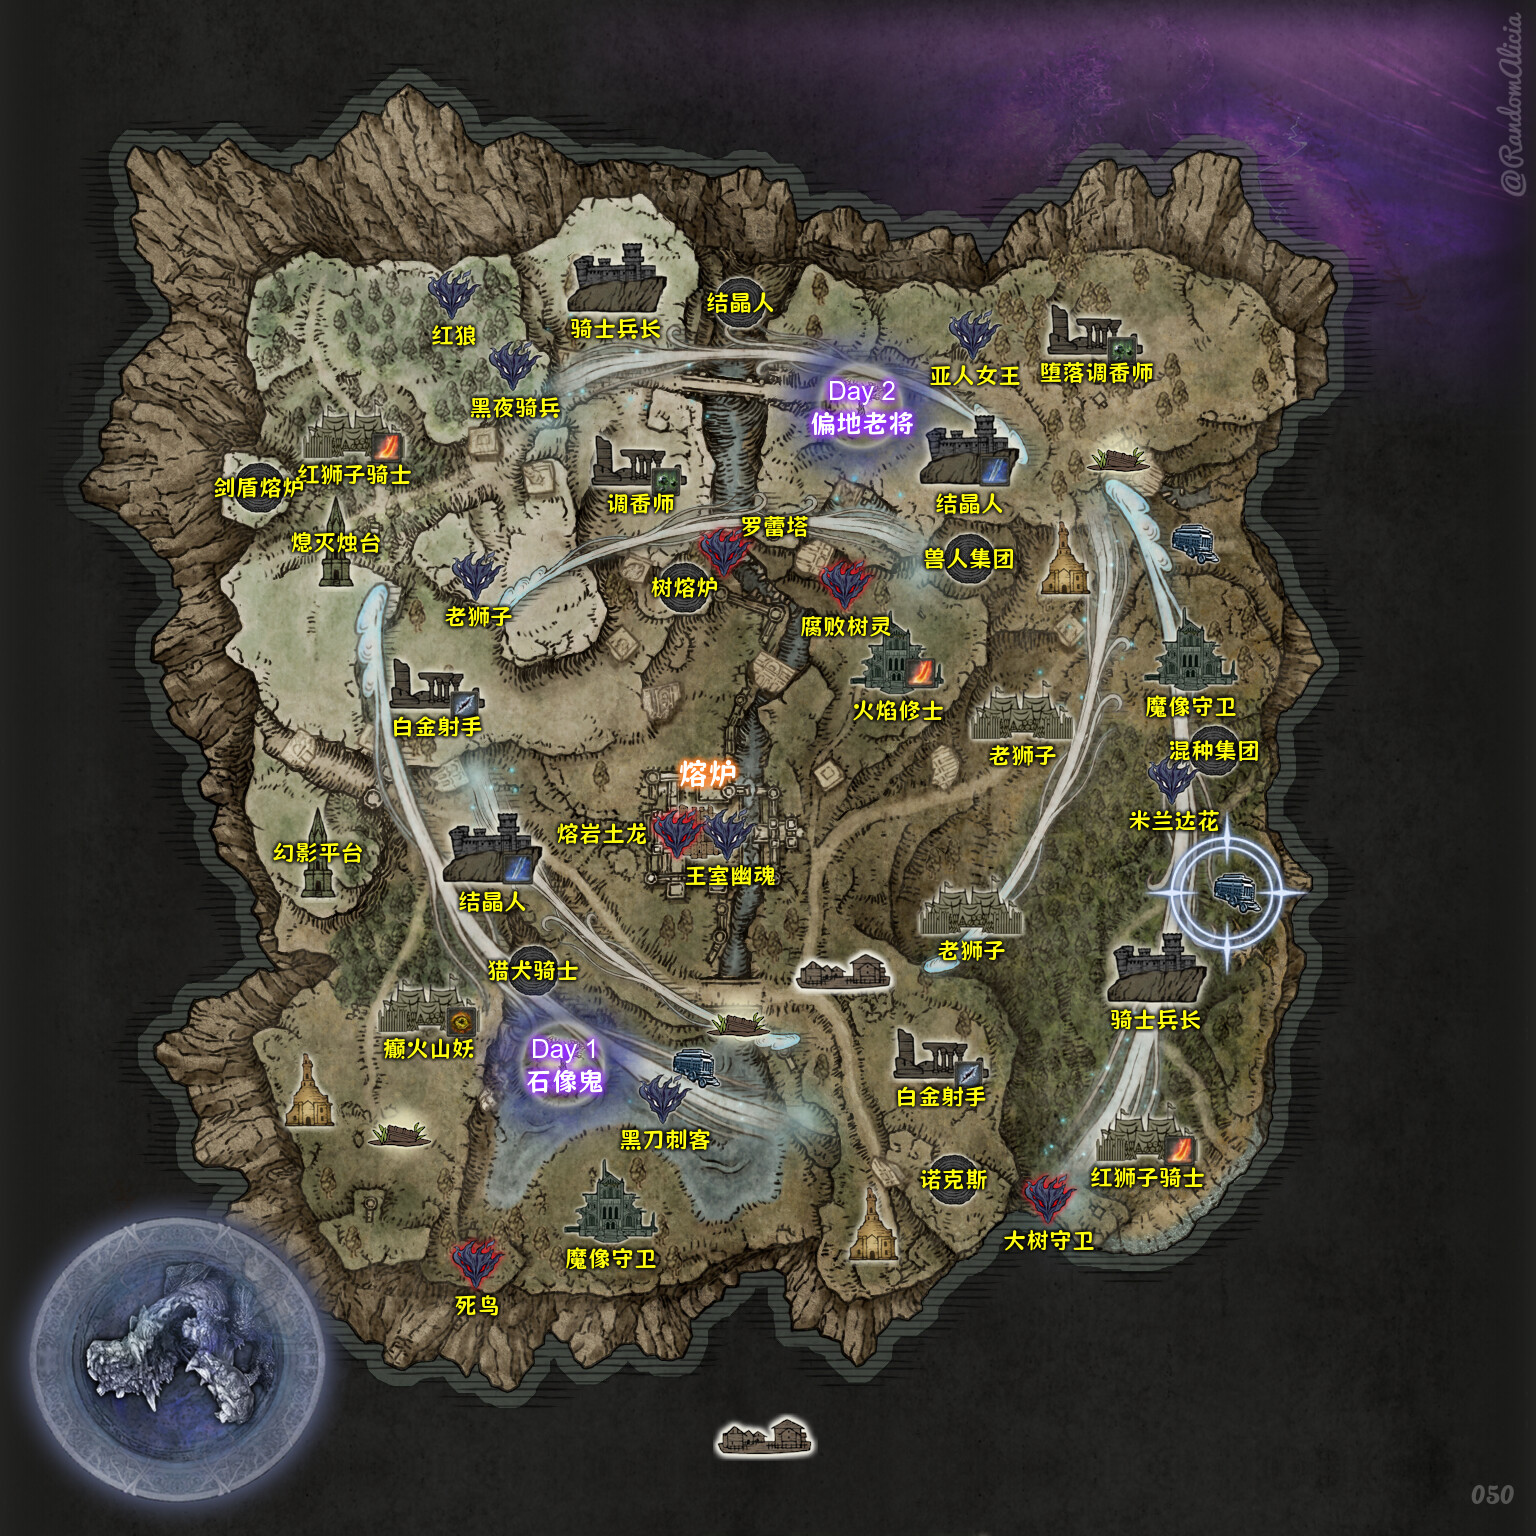 @RandomAlicia
红狼
骑士兵长
结晶人
亚人女王
堕落调香师
黑夜骑兵
Day 2
偏地老将
红狮子骑士
剑盾熔炉
调香师
结晶人
熄灭烛台
罗蕾塔
兽人集团
老狮子
树熔炉
腐败树灵
白金射手
火焰修士
魔像守卫
老狮子
混种集团
熔炉
米兰达花
熔岩土龙
王室幽魂
幻影平台
结晶人
老狮子
猎犬骑士
骑士兵长
癫火山妖
Day 1
石像鬼
白金射手
黑刀刺客
诺克斯
红狮子骑士
大树守卫
魔像守卫
死鸟
050